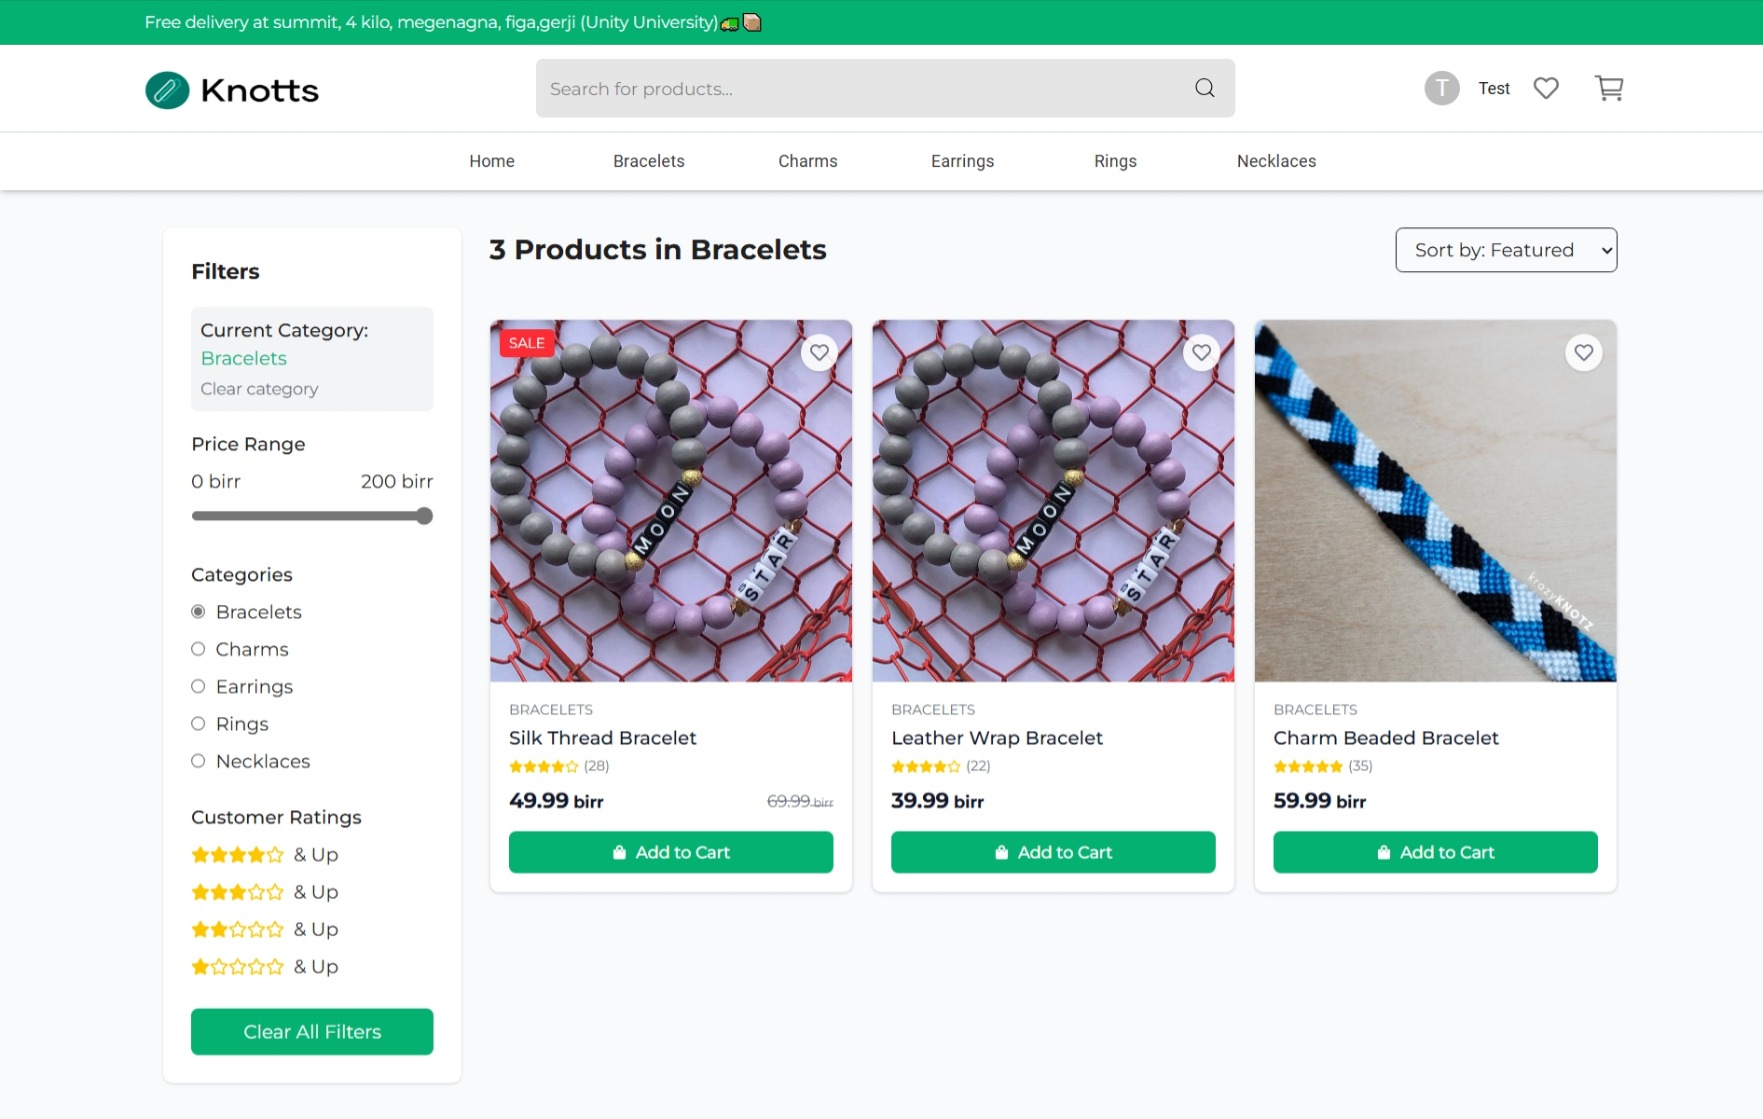 Free delivery at summit, 4 kilo, megenagna, figa,gerji (Unity University)
Knotts
Search for products...
T
Test
Home
Bracelets
Charms
Earrings
Rings
Necklaces
Filters
Current Category:
Bracelets
Clear category
Price Range
0 birr
200 birr
Categories
Bracelets
Charms
Earrings
Rings
Necklaces
Customer Ratings
& Up
& Up
& Up
& Up
Clear All Filters
3 Products in Bracelets
Sort by: Featured
SALE
MOON
STAR
BRACELETS
Silk Thread Bracelet
(28)
49.99 birr
69.99 birr
Add to Cart
MOON
STAR
BRACELETS
Leather Wrap Bracelet
(22)
39.99 birr
Add to Cart
krazyKNOTZ
BRACELETS
Charm Beaded Bracelet
(35)
59.99 birr
Add to Cart